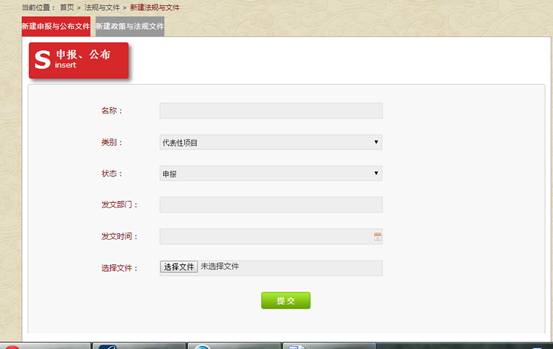 当前位置： 首页 > 法规与文件 > 新建法规与文件
新建申报与公布文件 新建政策与法规文件
S 申报、公布
insert
名称：
类别： 代表性项目
状态： 申报
发文部门：
发文时间：
选择文件： 选择文件 未选择文件
提 交